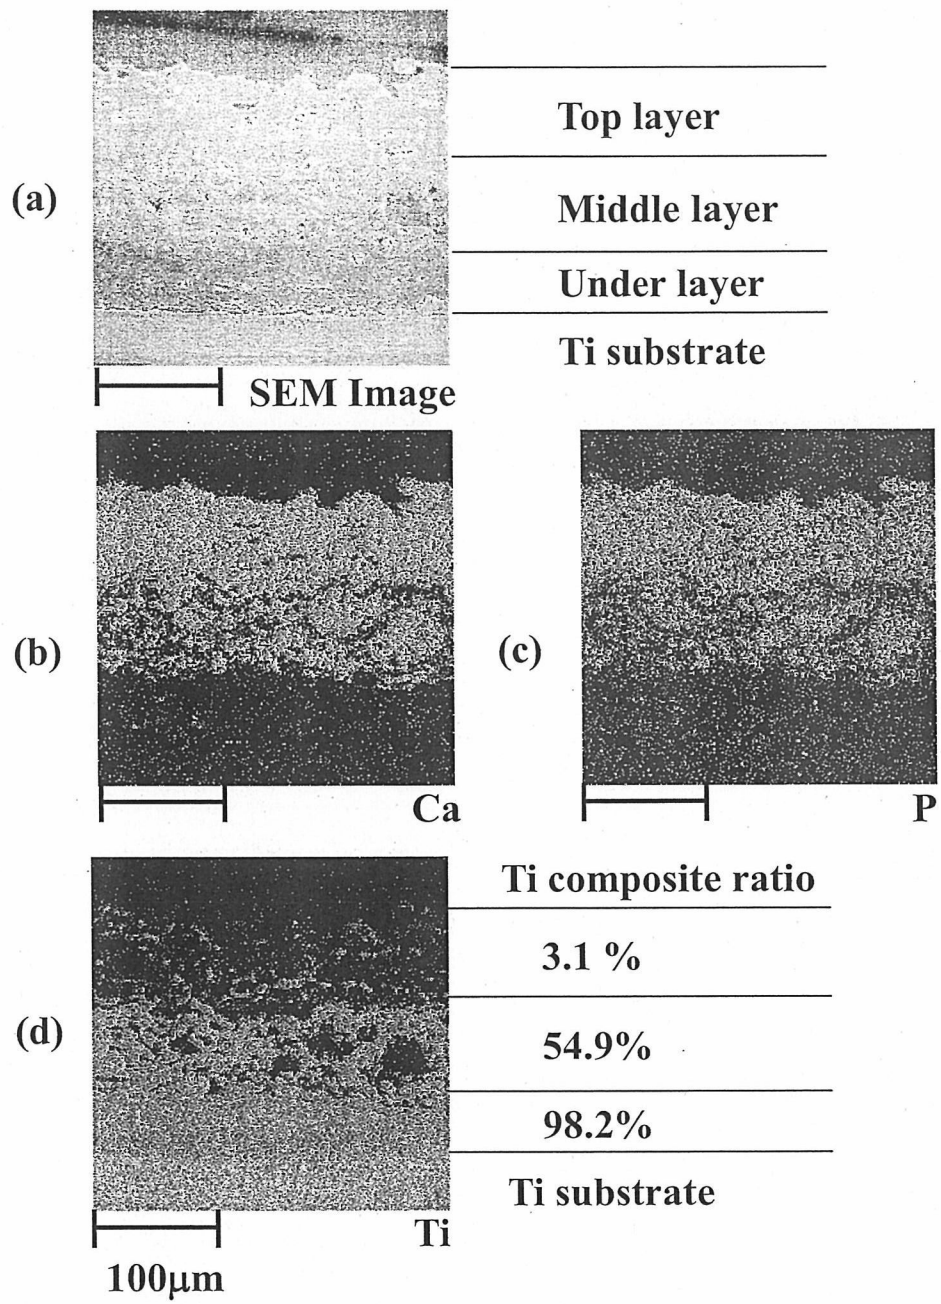 (a)
Top layer
Middle layer
Under layer
Ti substrate
SEM Image
(b)
Ca
(c)
P
(d)
Ti composite ratio
3.1 %
54.9%
98.2%
Ti substrate
Ti
100μm